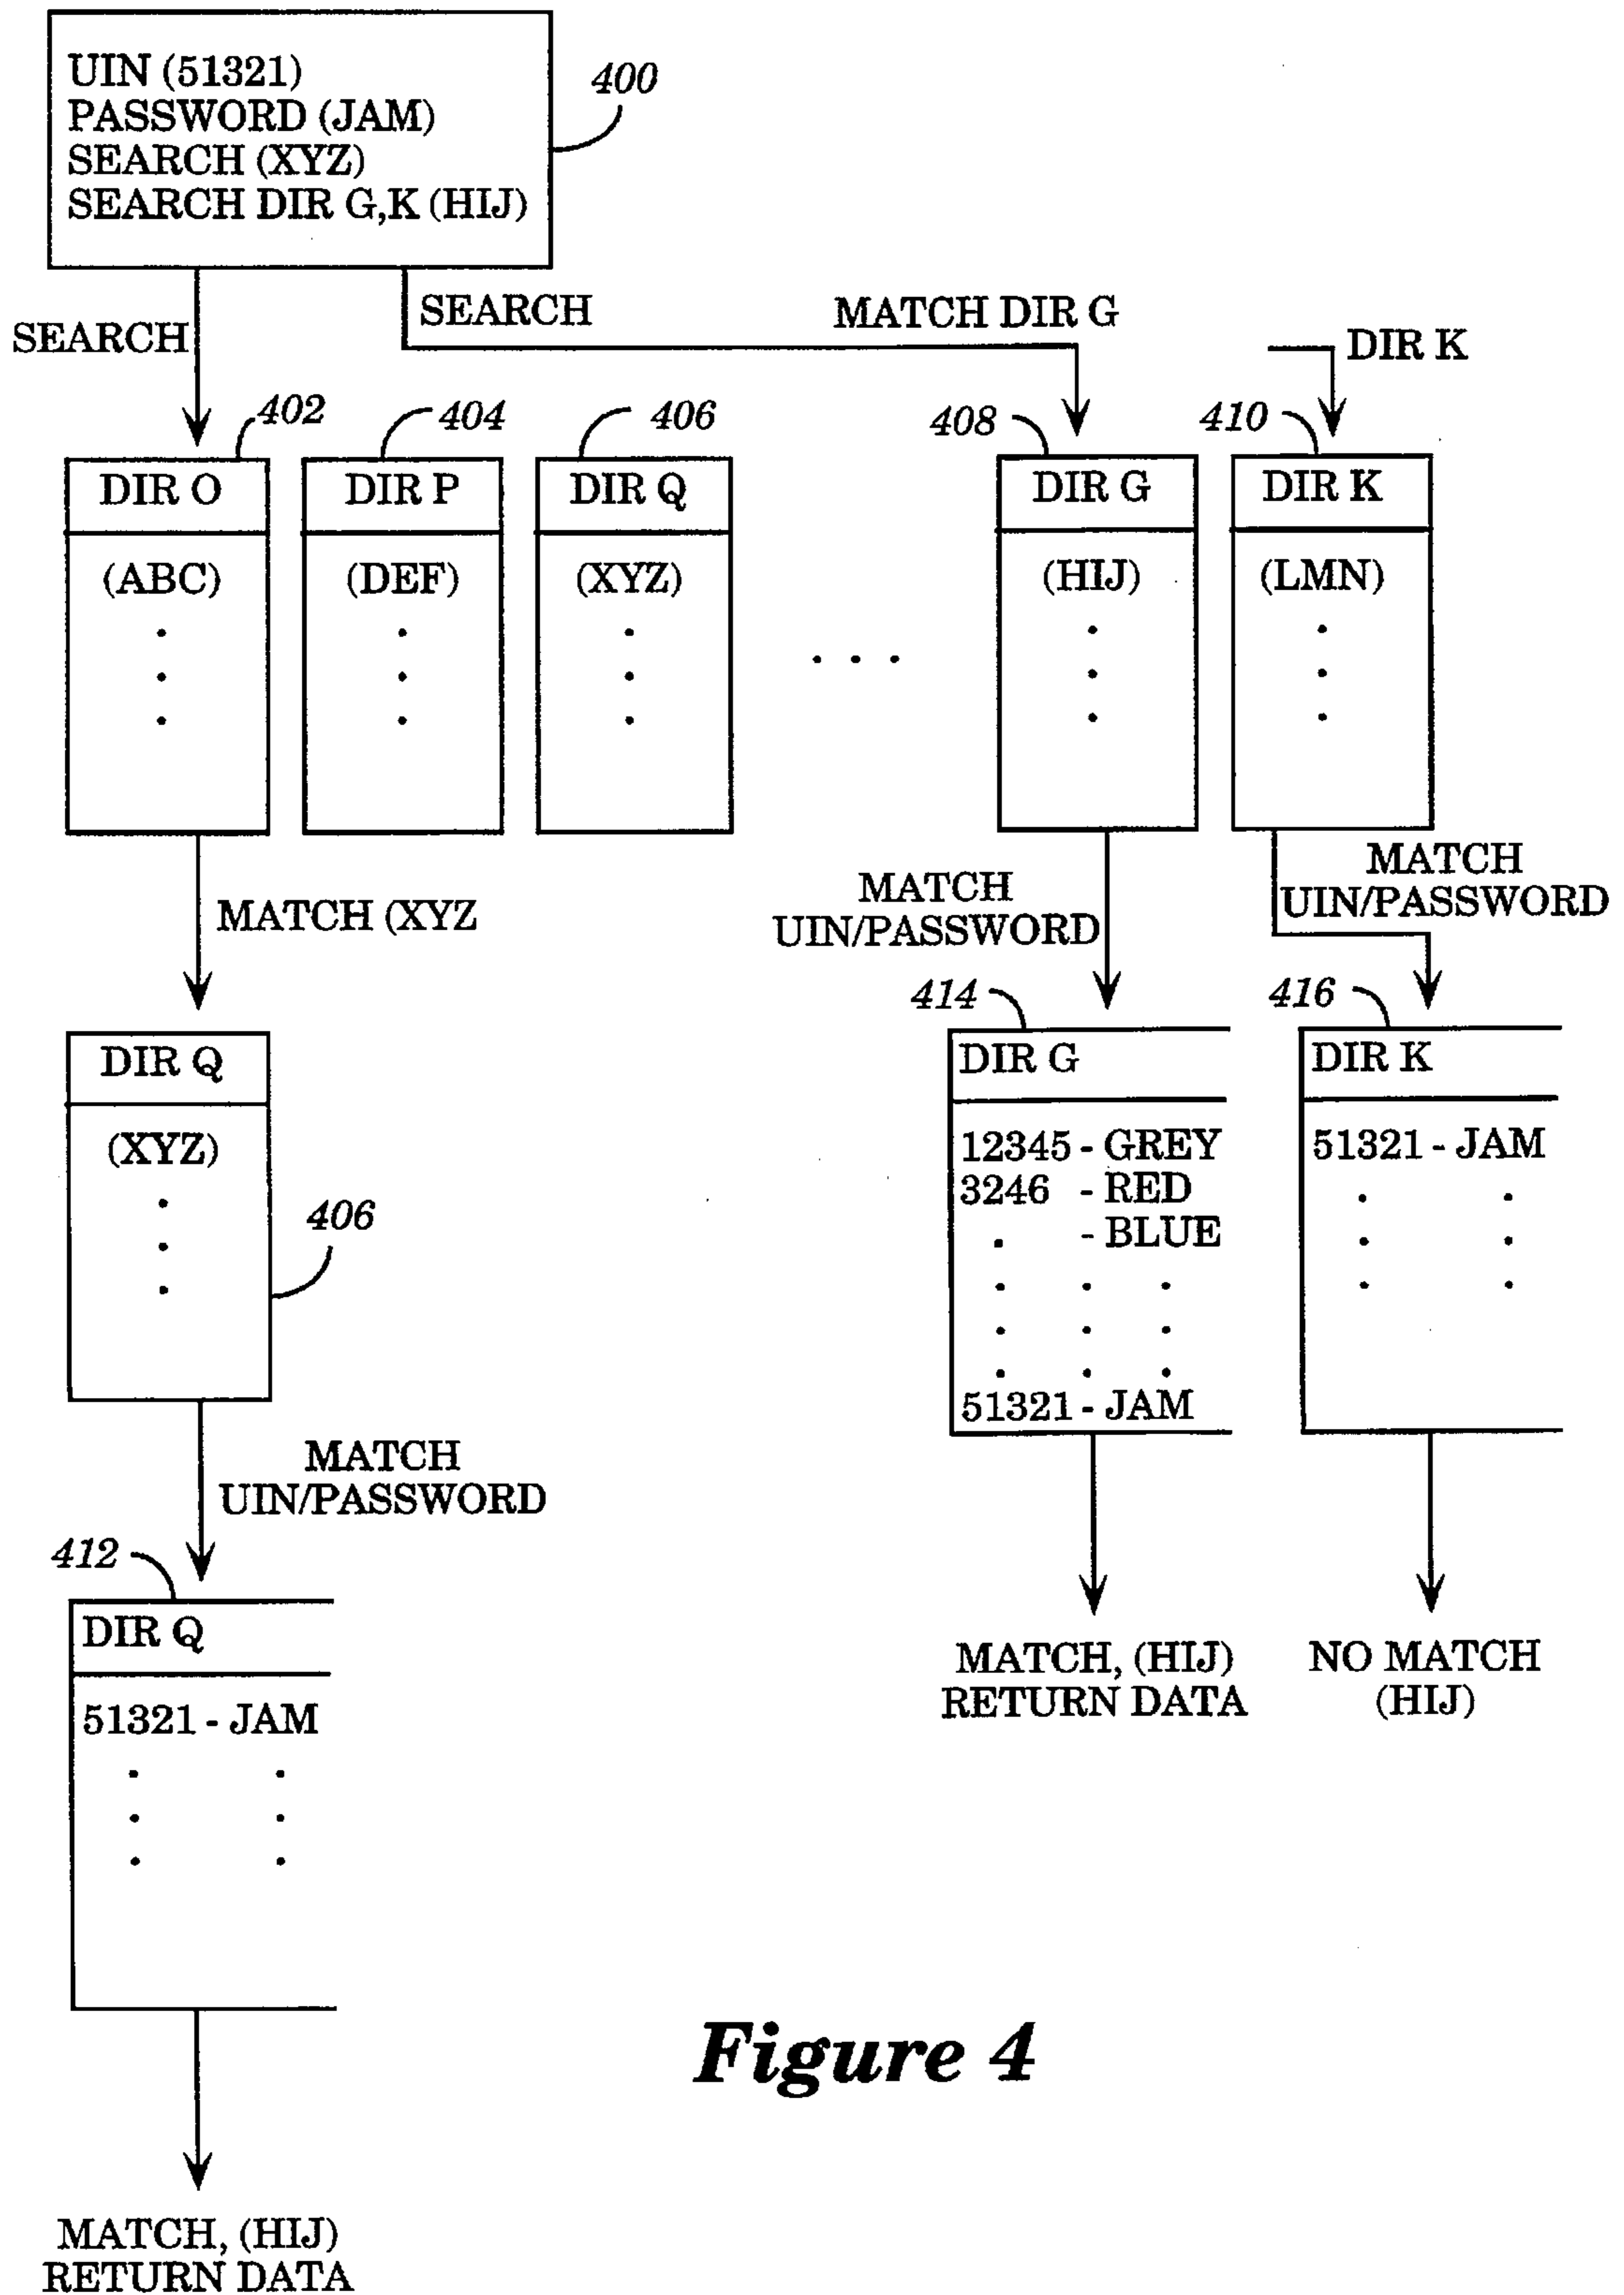 UIN (51321)
PASSWORD (JAM)
SEARCH (XYZ)
SEARCH DIR G,K (HIJ)
400
SEARCH
SEARCH
MATCH DIR G
DIR K
402
404
406
408
410
DIR O
(ABC)
DIR P
(DEF)
DIR Q
(XYZ)
. . .
DIR G
(HIJ)
DIR K
(LMN)
MATCH (XYZ
MATCH
UIN/PASSWORD
MATCH
UIN/PASSWORD
DIR Q
(XYZ)
406
414
DIR G
12345 - GREY
3246 - RED
- BLUE
51321 - JAM
416
DIR K
51321 - JAM
MATCH
UIN/PASSWORD
412
DIR Q
51321 - JAM
MATCH, (HIJ)
RETURN DATA
NO MATCH
(HIJ)
MATCH, (HIJ)
RETURN DATA
Figure 4